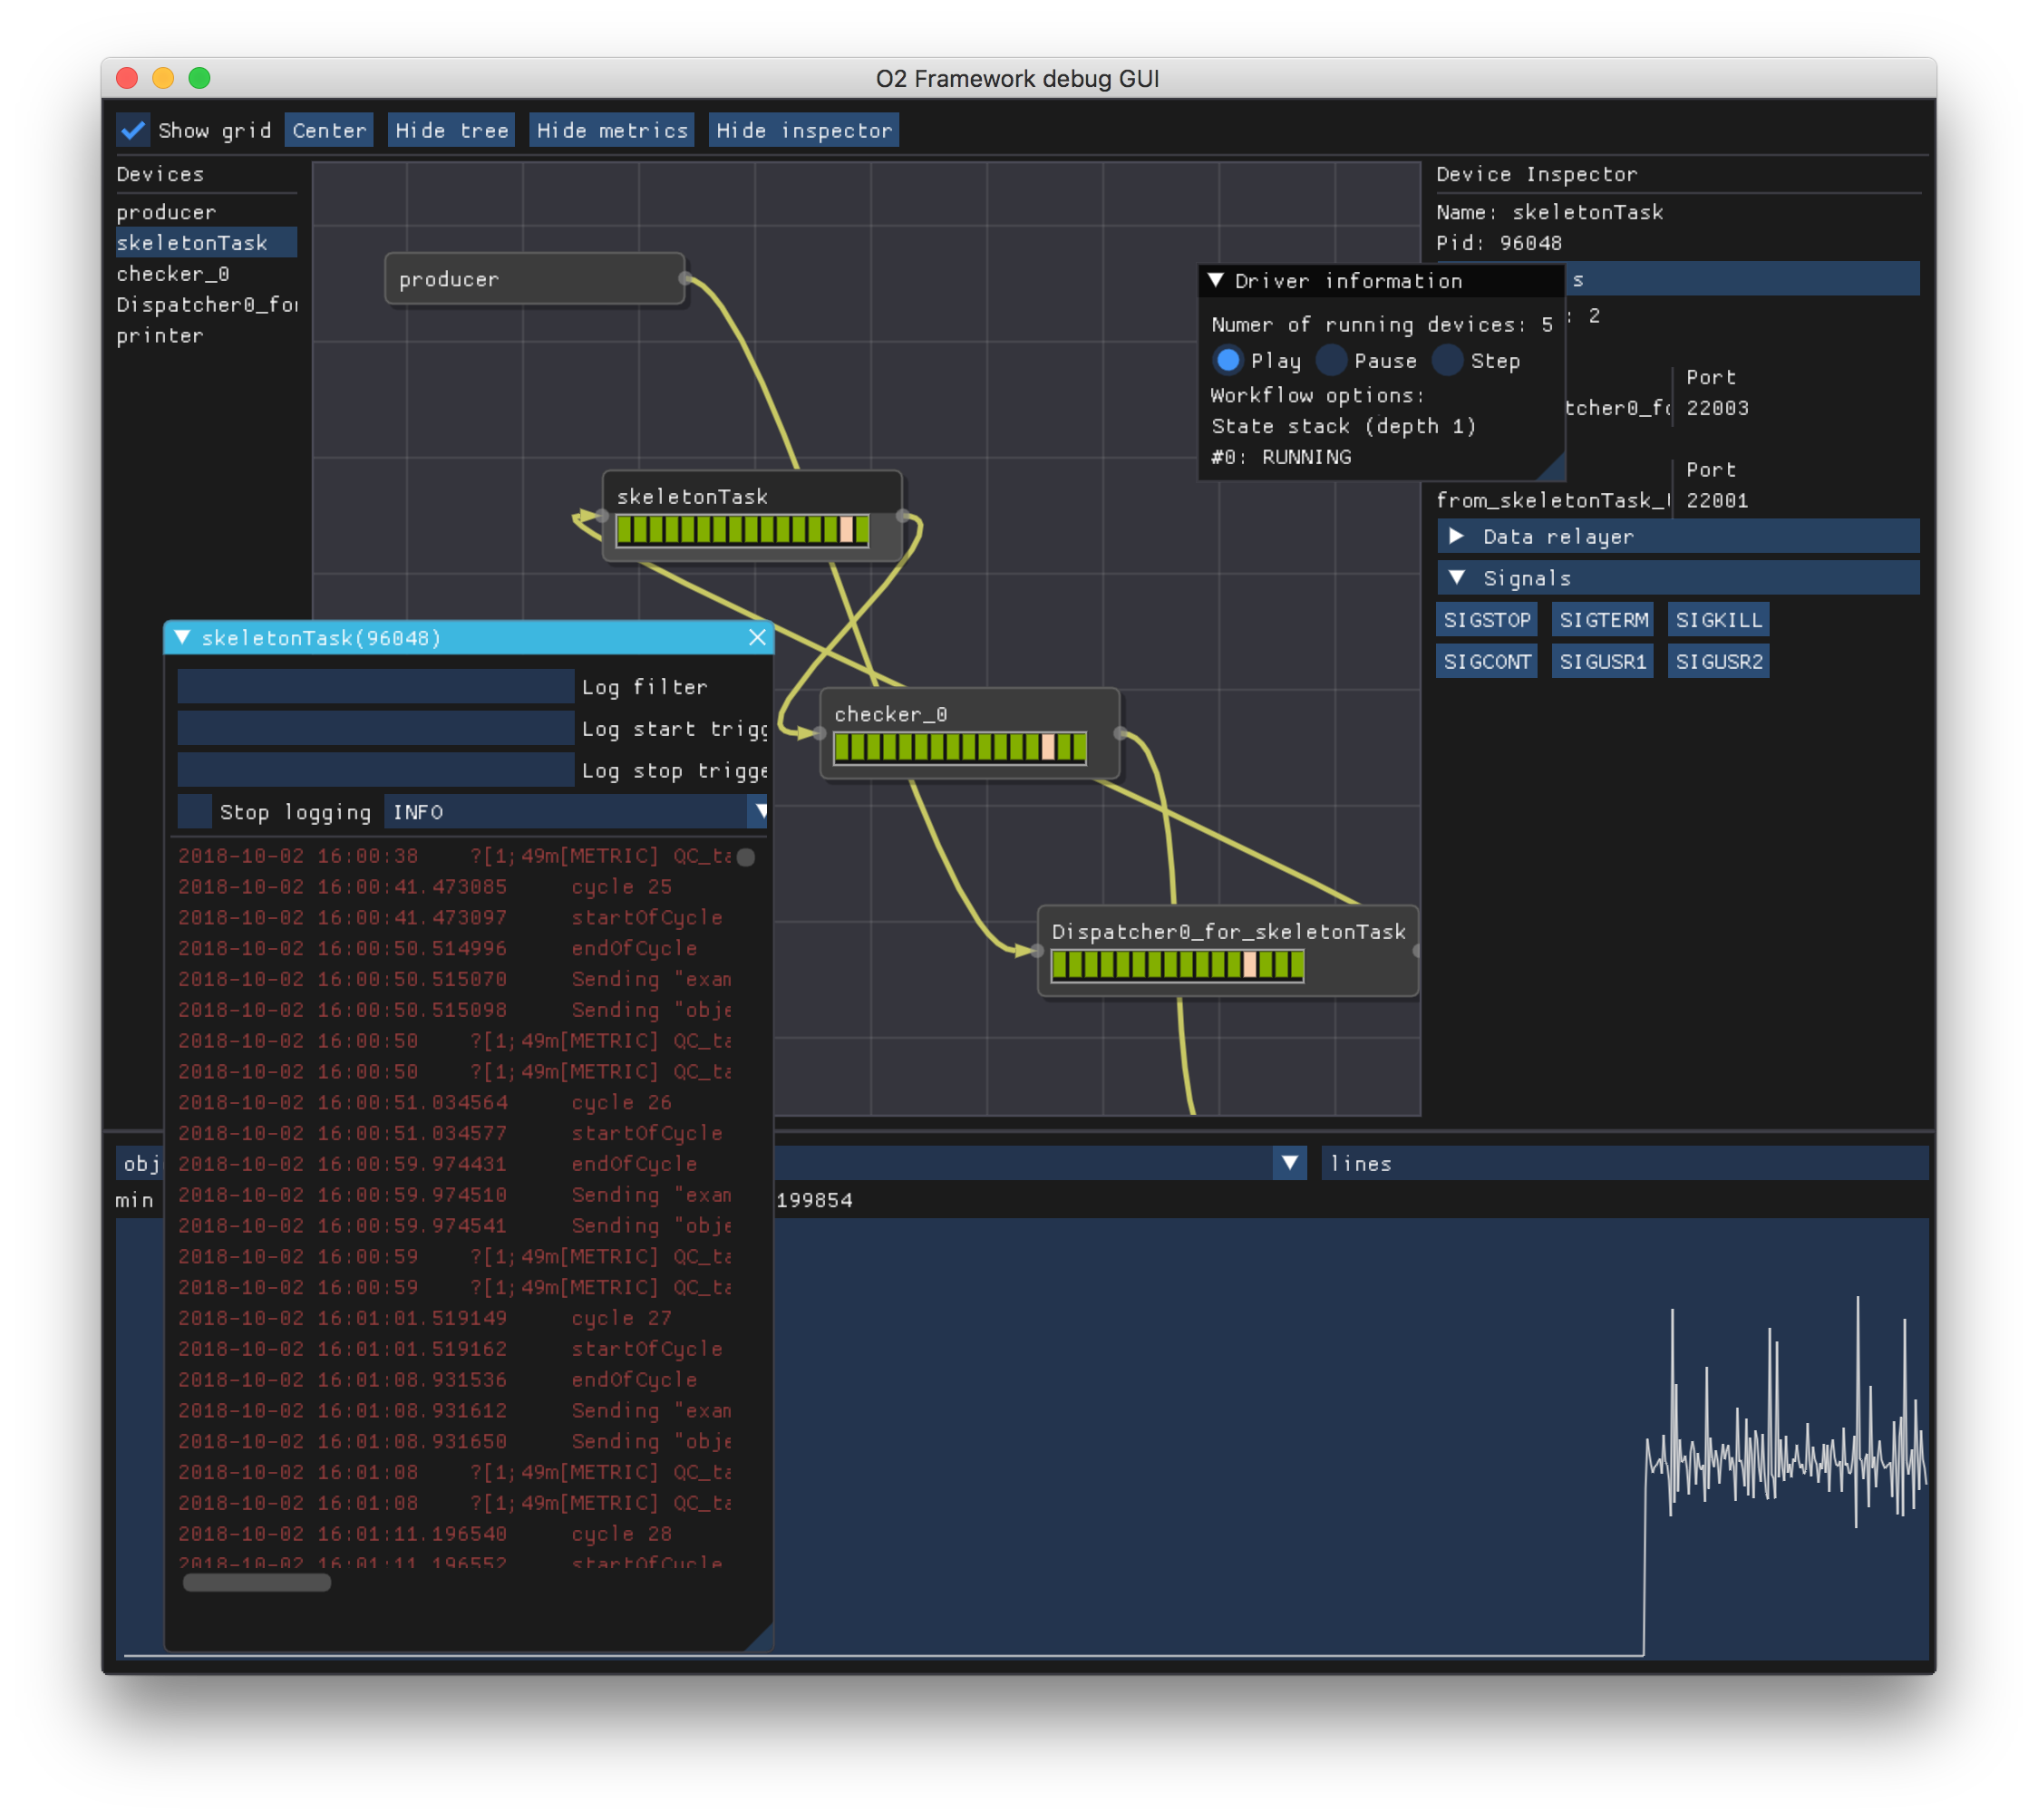 O2 Framework debug GUI
Show grid Center Hide tree Hide metrics Hide inspector
Devices
producer
skeletonTask
checker_0
Dispatcher0_for
printer
producer
skeletonTask
checker_0
Dispatcher0_for_skeletonTask
Driver information
Numer of running devices: 5
Play Pause Step
Workflow options:
State stack (depth 1)
#0: RUNNING
Device Inspector
Name: skeletonTask
Pid: 96048
s
: 2
Port
tcher0_fo 22003
Port
from_skeletonTask_ 22001
Data relayer
Signals
SIGSTOP SIGTERM SIGKILL
SIGCONT SIGUSR1 SIGUSR2
skeletonTask(96048)
Log filter
Log start trigg
Log stop trigge
Stop logging INFO
2018-10-02 16:00:38 ?[1;49m[METRIC] QC_ta
2018-10-02 16:00:41.473085 cycle 25
2018-10-02 16:00:41.473097 startOfCycle
2018-10-02 16:00:50.514996 endOfCycle
2018-10-02 16:00:50.515070 Sending "exam
2018-10-02 16:00:50.515098 Sending "obje
2018-10-02 16:00:50 ?[1;49m[METRIC] QC_ta
2018-10-02 16:00:50 ?[1;49m[METRIC] QC_ta
2018-10-02 16:00:51.034564 cycle 26
2018-10-02 16:00:51.034577 startOfCycle
2018-10-02 16:00:59.974431 endOfCycle
2018-10-02 16:00:59.974510 Sending "exam
2018-10-02 16:00:59.974541 Sending "obje
2018-10-02 16:00:59 ?[1;49m[METRIC] QC_ta
2018-10-02 16:00:59 ?[1;49m[METRIC] QC_ta
2018-10-02 16:01:01.519149 cycle 27
2018-10-02 16:01:01.519162 startOfCycle
2018-10-02 16:01:08.931536 endOfCycle
2018-10-02 16:01:08.931612 Sending "exam
2018-10-02 16:01:08.931650 Sending "obje
2018-10-02 16:01:08 ?[1;49m[METRIC] QC_ta
2018-10-02 16:01:08 ?[1;49m[METRIC] QC_ta
2018-10-02 16:01:11.196540 cycle 28
2018-10-02 16:01:11.196552 startOfCycle
obj lines
min 199854